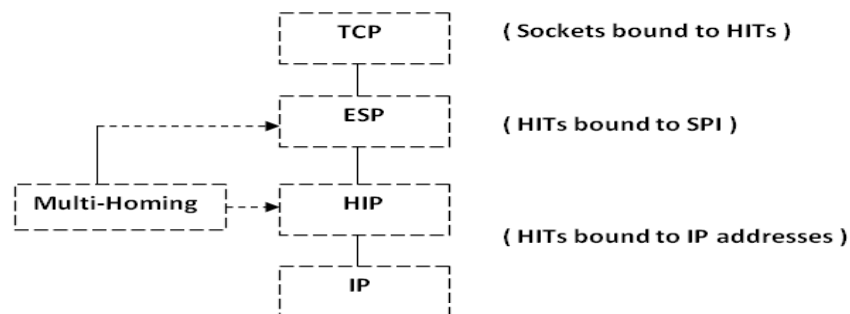 TCP ( Sockets bound to HITs )
ESP ( HITs bound to SPI )
Multi-Homing HIP
( HITs bound to IP addresses )
IP